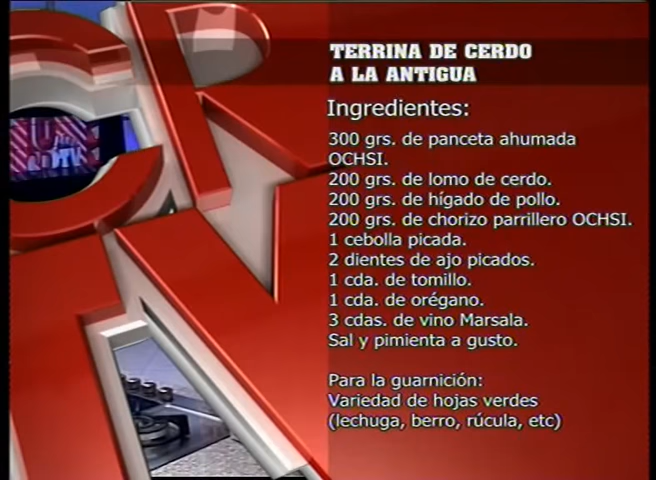 TERRINA DE CERDO
A LA ANTIGUA
Ingredientes:
300 grs. de panceta ahumada
OCHSI.
200 grs. de lomo de cerdo.
200 grs. de hígado de pollo.
200 grs. de chorizo parrillero OCHSI.
1 cebolla picada.
2 dientes de ajo picados.
1 cda. de tomillo.
1 cda. de orégano.
3 cdas. de vino Marsala.
Sal y pimienta a gusto.
Para la guarnición:
Variedad de hojas verdes
(lechuga, berro, rúcula, etc)